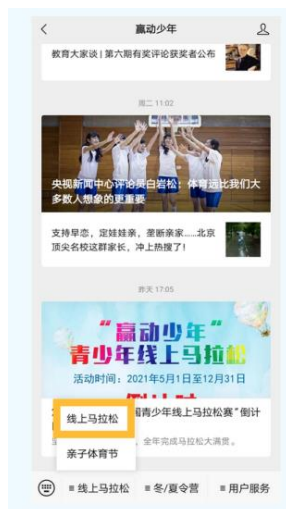 赢动少年
教育大家谈 | 第六期有奖评论获奖者公布
周二 11:02
央视新闻中心评论员白岩松：体育远比我们大
多数人想象的更重要
支持早恋，定娃娃亲，垄断亲家.....北京
顶尖名校这群家长，冲上热搜了！
昨天 17:05
“赢动少年”
青少年线上马拉松
活动时间：2021年5月1日至12月31日
国青少年线上马拉松赛“倒计
全年完成马拉松大满贯。
线上马拉松
亲子体育节
≡ 线上马拉松
≡ 冬/夏令营
≡ 用户服务